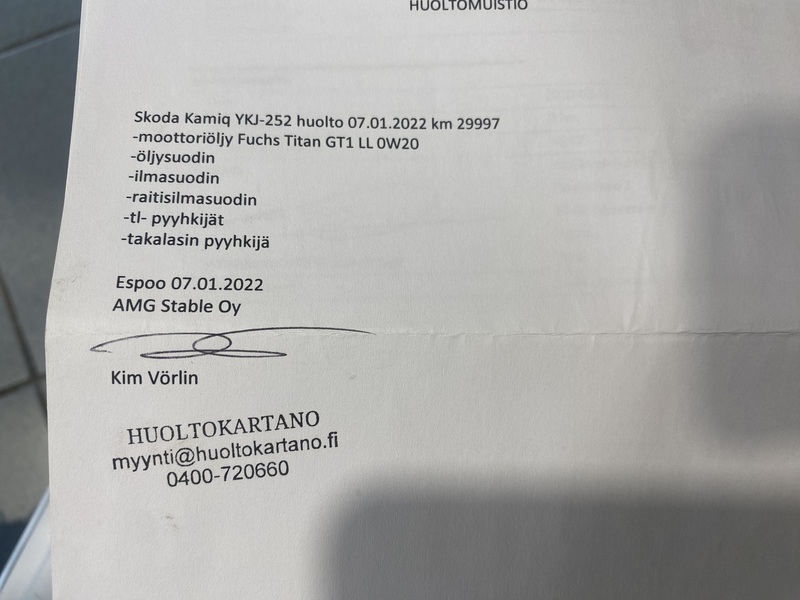 HUOLTOMUISTIO
Skoda Kamiq YKJ-252 huolto 07.01.2022 km 29997
-moottoriöljy Fuchs Titan GT1 LL 0W20
-öljysuodin
-ilmasuodin
-raitisilmasuodin
-tl- pyyhkijät
-takalasin pyyhkijä
Espoo 07.01.2022
AMG Stable Oy
Kim Vörlin
HUOLTOKARTANO
myynti@huoltokartano.fi
0400-720660